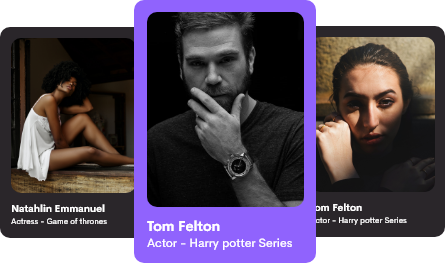 Natahlin Emmanuel
Actress - Game of thrones
Tom Felton
Actor - Harry potter Series
om Felton
ctor - Harry potter Series